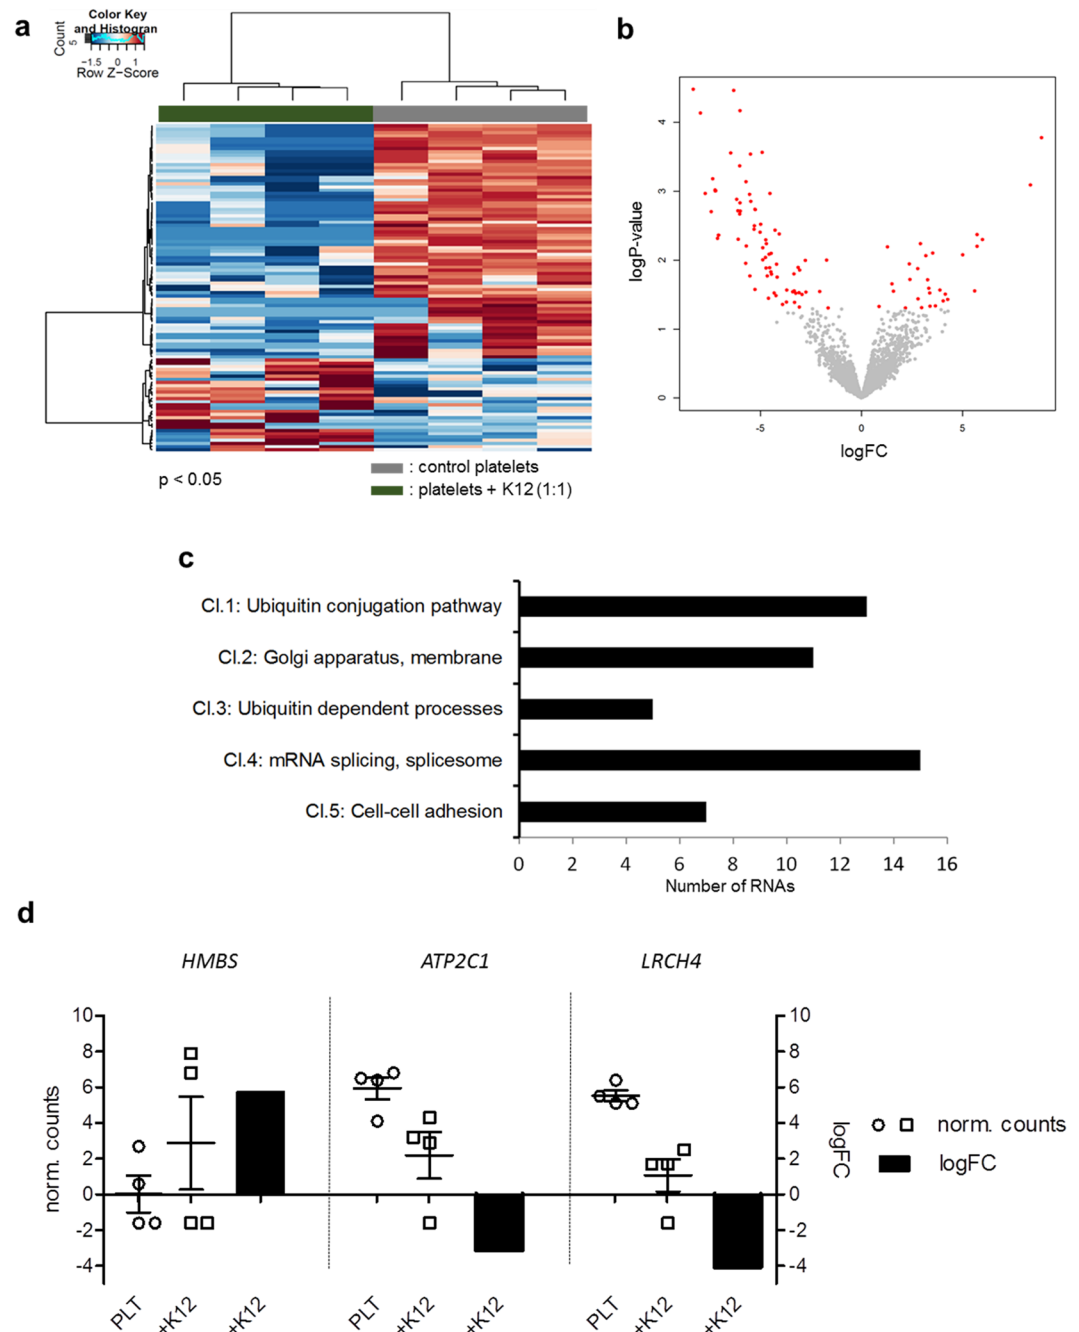 a
Color Key
and Histogran
Count
5
−1.5 0 1
Row Z−Score
p < 0.05
: control platelets
: platelets + K12 (1:1)
b
logP-value
4
3
2
1
0
-5 0 5
logFC
c
Cl.1: Ubiquitin conjugation pathway
Cl.2: Golgi apparatus, membrane
Cl.3: Ubiquitin dependent processes
Cl.4: mRNA splicing, splicesome
Cl.5: Cell-cell adhesion
0 2 4 6 8 10 12 14 16
Number of RNAs
d
HMBS ATP2C1 LRCH4
norm. counts
10
8
6
4
2
0
-2
-4
10
8
6
4
2
0
-2
-4
logFC
norm. counts
logFC
PLT +K12 +K12 PLT +K12 +K12 PLT +K12 +K12